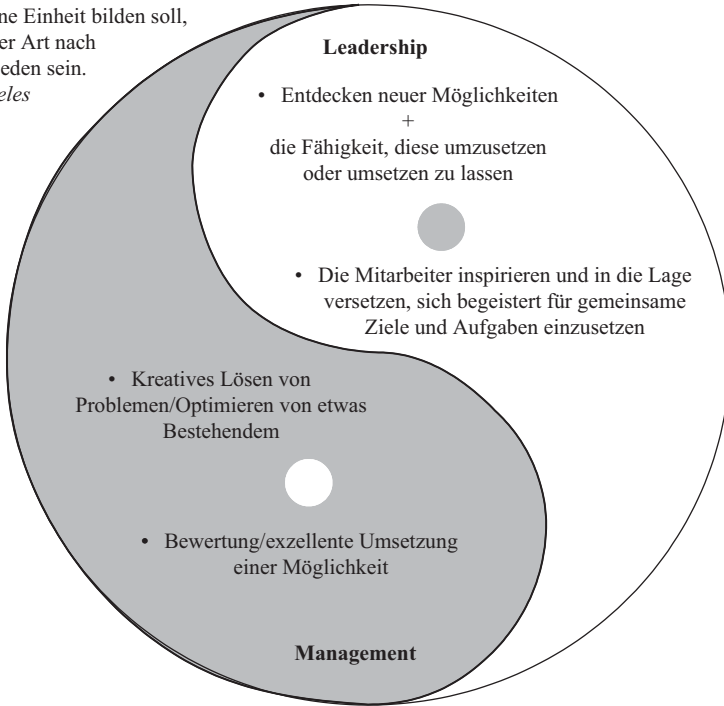 ne Einheit bilden soll,
er Art nach
eden sein.
eles
Leadership
• Entdecken neuer Möglichkeiten
+
die Fähigkeit, diese umzusetzen
oder umsetzen zu lassen
• Die Mitarbeiter inspirieren und in die Lage
versetzen, sich begeistert für gemeinsame
Ziele und Aufgaben einzusetzen
• Kreatives Lösen von
Problemen/Optimieren von etwas
Bestehendem
• Bewertung/exzellente Umsetzung
einer Möglichkeit
Management